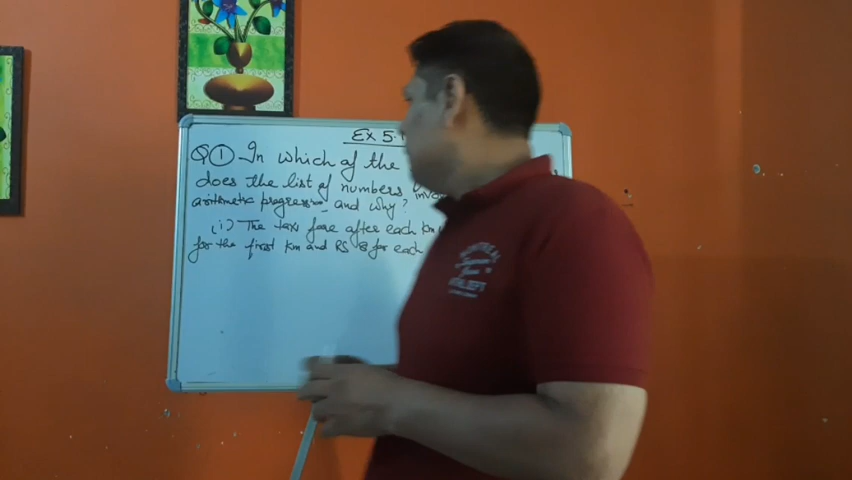 Ex 5.1
Q① In which of the
does the list of numbers
arithmetic progression and why?
(i) The taxi fare after each km
for the first km and RS 8 for each